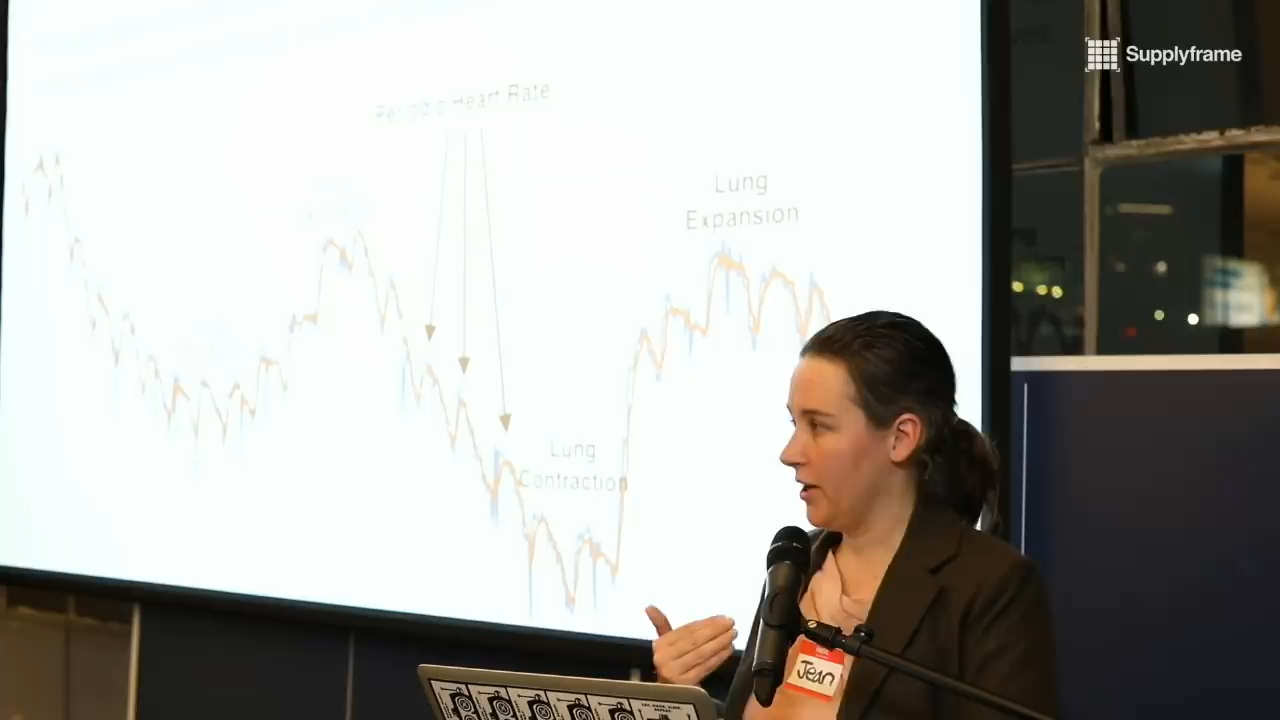 Supplyframe
Periodic Heart Rate
Lung
Expansion
Lung
Contraction
Jean